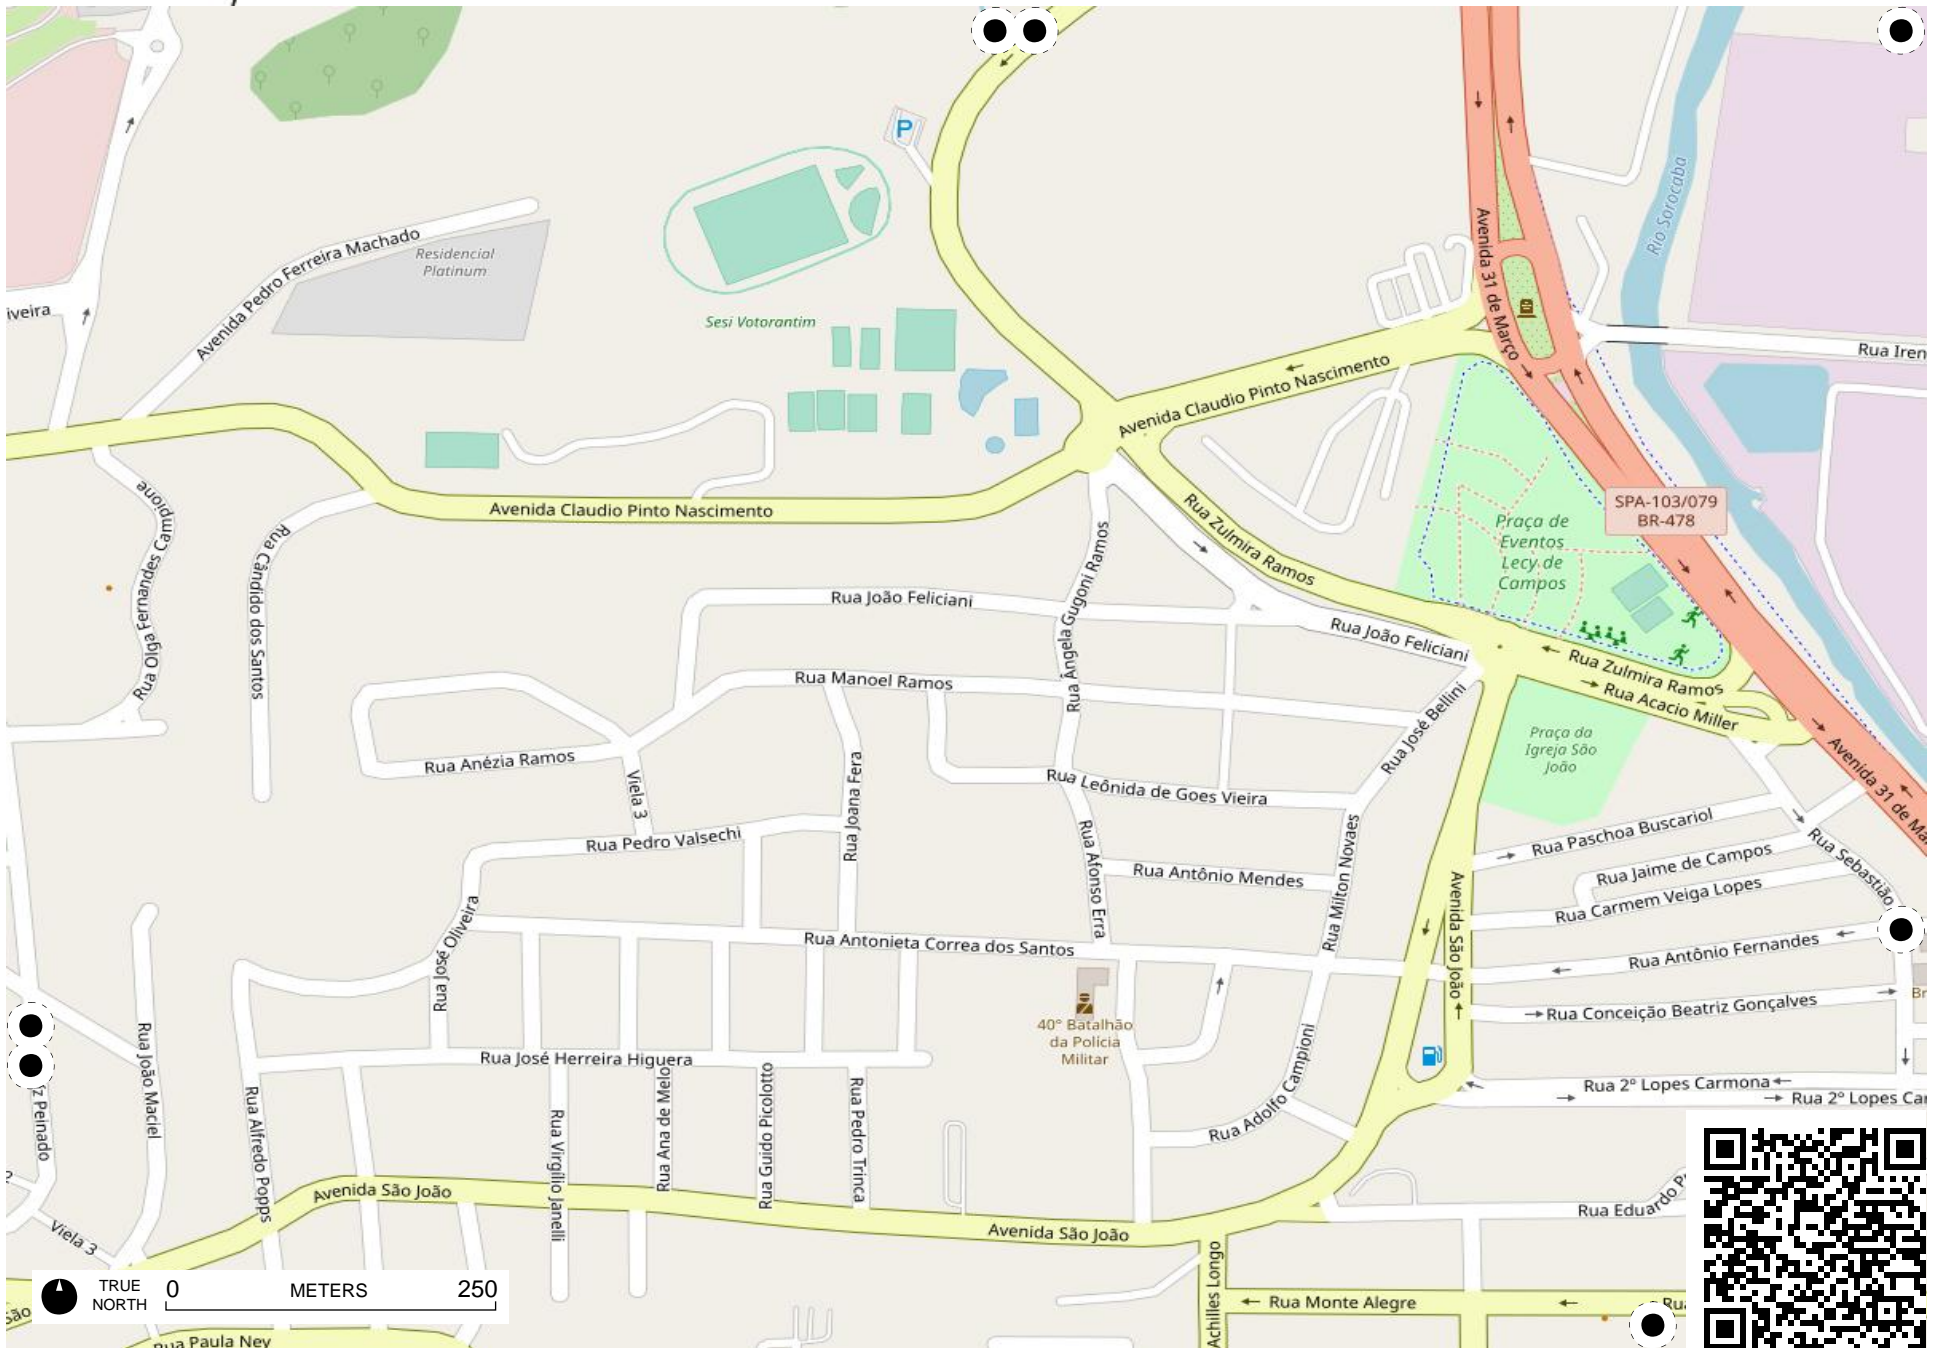 P
Rio Sorocaba
Avenida Pedro Ferreira Machado
Residencial
Platinum
Avenida 31 de Março
iveira
Sesi Votorantim
Rua Iren
Avenida Claudio Pinto Nascimento
Avenida Claudio Pinto Nascimento
SPA-103/079
BR-478
Praça de
Eventos
Lecy de
Campos
Rua Olga Fernandes Campione
Rua Cândido dos Santos
Rua Zulmira Ramos
Rua Ângela Gugoni Ramos
Rua João Feliciani
Rua João Feliciani
Rua Zulmira Ramos
Rua Acacio Miller
Rua Manoel Ramos
Rua José Bellini
Praça da
Igreja São
João
Rua Anézia Ramos
Viela 3
Rua Joana Fera
Rua Leônida de Goes Vieira
Avenida 31 de Ma
Rua Pedro Valsechi
Rua Afonso Erra
Rua Antônio Mendes
Rua Milton Novaes
Rua Paschoa Buscariol
Rua Jaime de Campos
Rua Carmem Veiga Lopes
Rua Sebastião
Rua José Oliveira
Rua Antonieta Correa dos Santos
Avenida São João
Rua Antônio Fernandes
Rua Conceição Beatriz Gonçalves
Br
40° Batalhão
da Polícia
Militar
Rua João Maciel
Rua José Herreira Higuera
Rua Adolfo Campioni
Rua 2º Lopes Carmona
Rua 2º Lopes Car
z Peinado
Rua Alfredo Popps
Rua Virgílio Janelli
Rua Ana de Melo
Rua Guido Picolotto
Rua Pedro Trinca
Avenida São João
Avenida São João
Rua Eduardo P
Viela 3
Achilles Longo
Rua Monte Alegre
Rua
São
Rua Paula Ney
TRUE
NORTH
0 METERS 250